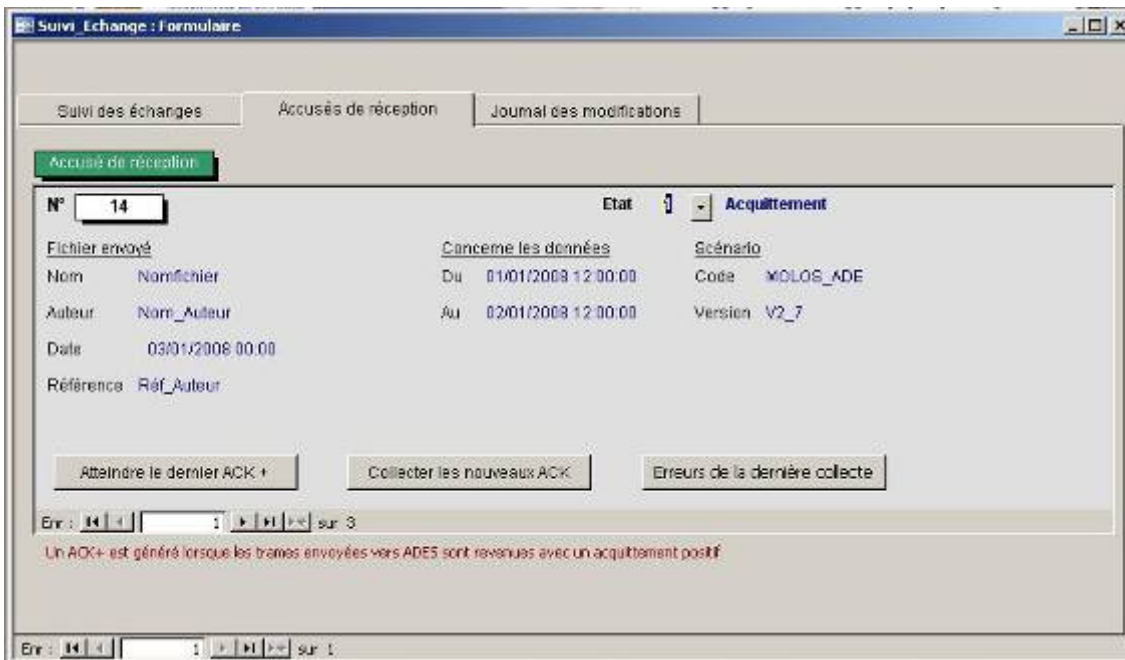 Suivi_Echange : Formulaire
Suivi des échanges Accusés de réception Journal des modifications
Accusé de réception
N° 14 Etat 1 Acquittement
Fichier envoyé Concerne les données Scénario
Nom Nomfichier Du 01/01/2008 12:00:00 Code MOLOS_ADE
Auteur Nom_Auteur Au 02/01/2008 12:00:00 Version V2_7
Date 03/01/2008 00:00
Référence Réf_Auteur
Atteindre le dernier ACK + Collecter les nouveaux ACK Erreurs de la dernière collecte
Enr : 1 sur 3
Un ACK+ est généré lorsque les trames envoyées vers ADES sont revenues avec un acquittement positif
Enr : 1 sur 1